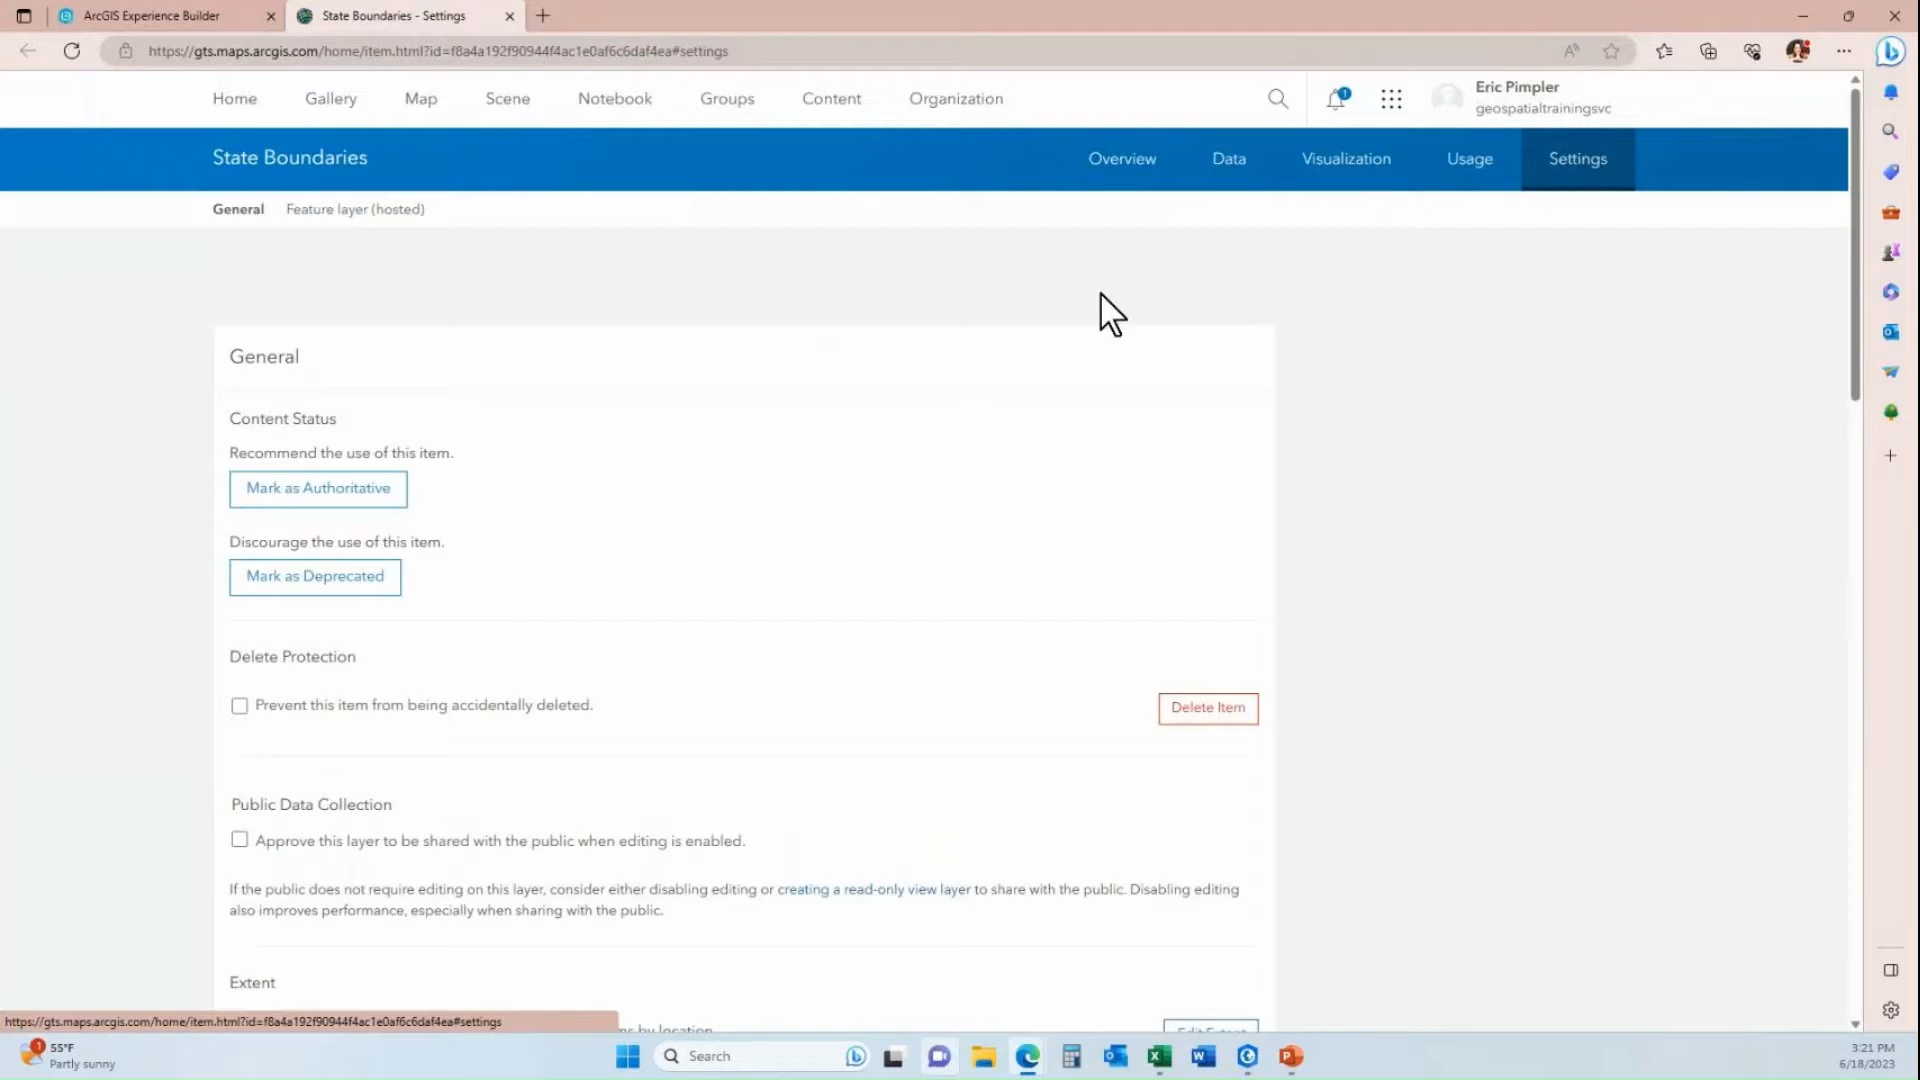 ArcGIS Experience Builder
State Boundaries - Settings
https://gts.maps.arcgis.com/home/item.html?id=f8a4a192f90944f4ac1e0af6c6daf4ea#settings
Home Gallery Map Scene Notebook Groups Content Organization
1
Eric Pimpler
geospatialtrainingsvc
State Boundaries
Overview Data Visualization Usage Settings
General Feature layer (hosted)
General
Content Status
Recommend the use of this item.
Mark as Authoritative
Discourage the use of this item.
Mark as Deprecated
Delete Protection
Prevent this item from being accidentally deleted.
Delete Item
Public Data Collection
Approve this layer to be shared with the public when editing is enabled.
If the public does not require editing on this layer, consider either disabling editing or creating a read-only view layer to share with the public. Disabling editing
also improves performance, especially when sharing with the public.
Extent
by location
Edit Extent
https://gts.maps.arcgis.com/home/item.html?id=f8a4a192f90944f4ac1e0af6c6daf4ea#settings
1
55°F
Partly sunny
Search
3:21 PM
6/18/2023